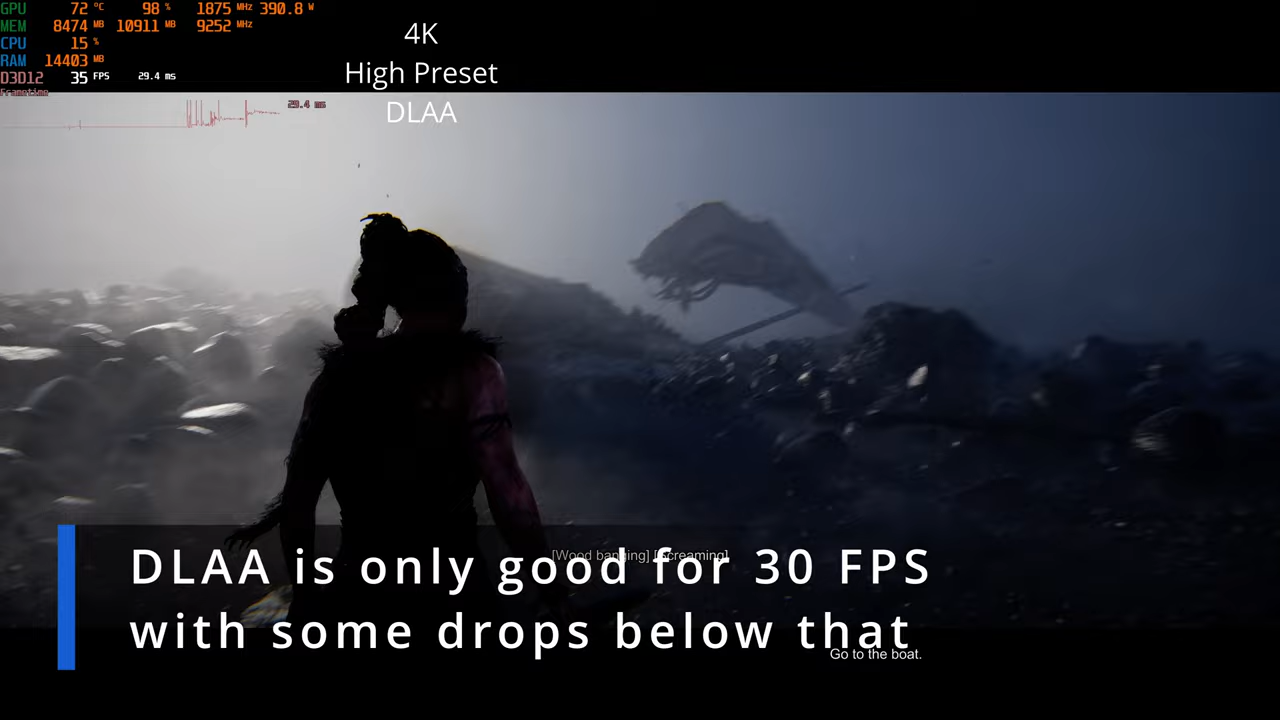 GPU 72 °C 98 % 1875 MHz 390.8 W
MEM 8474 MB 10911 MB 9252 MHz
CPU 15 %
RAM 14403 MB
D3D12 35 FPS 29.4 ms
Frametime
29.4 ms
4K
High Preset
DLAA
[Wood banging] [Screaming]
DLAA is only good for 30 FPS
with some drops below that
Go to the boat.